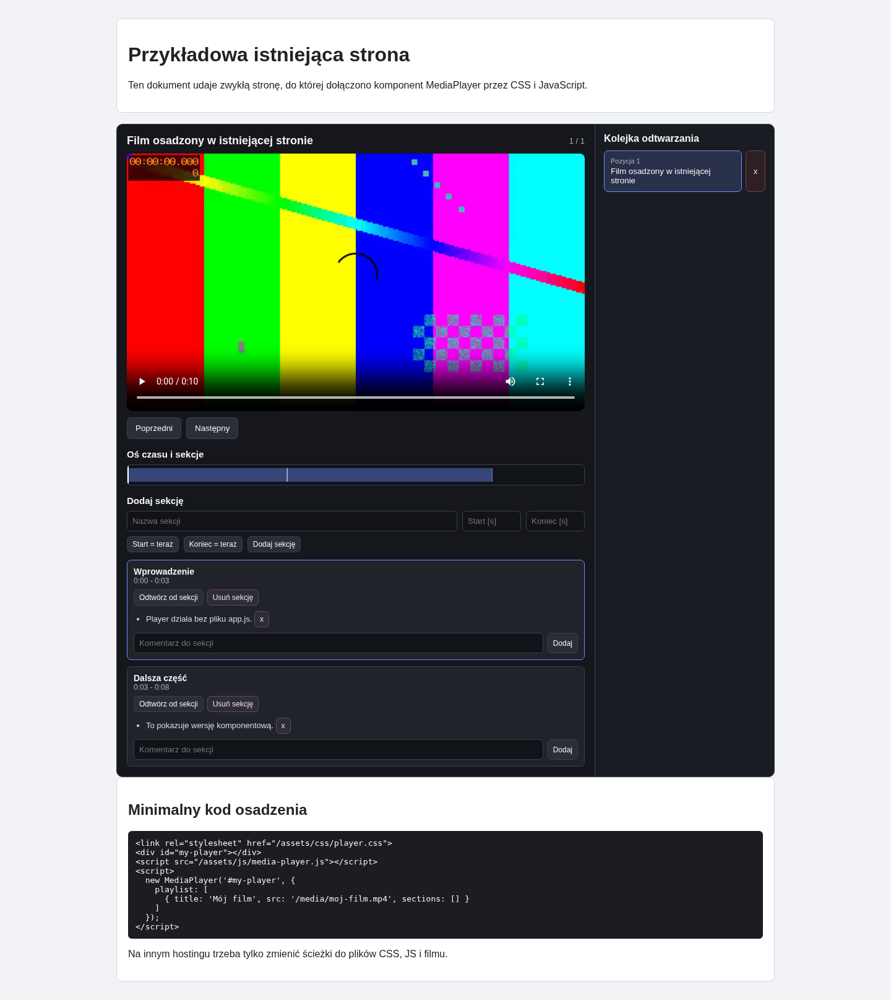 Przykładowa istniejąca strona
Ten dokument udaje zwykłą stronę, do której dołączono komponent MediaPlayer przez CSS i JavaScript.
Film osadzony w istniejącej stronie
1 / 1
00:00:00.000
0
0:00 / 0:10
Poprzedni
Następny
Oś czasu i sekcje
Dodaj sekcję
Nazwa sekcji
Start [s]
Koniec [s]
Start = teraz
Koniec = teraz
Dodaj sekcję
Wprowadzenie
0:00 - 0:03
Odtwórz od sekcji
Usuń sekcję
Player działa bez pliku app.js.
x
Komentarz do sekcji
Dodaj
Dalsza część
0:03 - 0:08
Odtwórz od sekcji
Usuń sekcję
To pokazuje wersję komponentową.
x
Komentarz do sekcji
Dodaj
Kolejka odtwarzania
Pozycja 1
Film osadzony w istniejącej
stronie
x
Minimalny kod osadzenia
<link rel="stylesheet" href="/assets/css/player.css">
<div id="my-player"></div>
<script src="/assets/js/media-player.js"></script>
<script>
  new MediaPlayer('#my-player', {
    playlist: [
      { title: 'Mój film', src: '/media/moj-film.mp4', sections: [] }
    ]
  });
</script>
Na innym hostingu trzeba tylko zmienić ścieżki do plików CSS, JS i filmu.